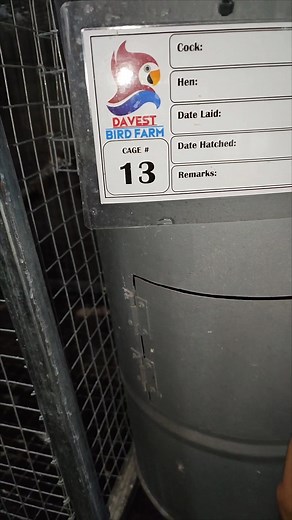 DAVEST
BIRD FARM
CAGE #
13
Cock:
Hen:
Date Laid:
Date Hatched:
Remarks: